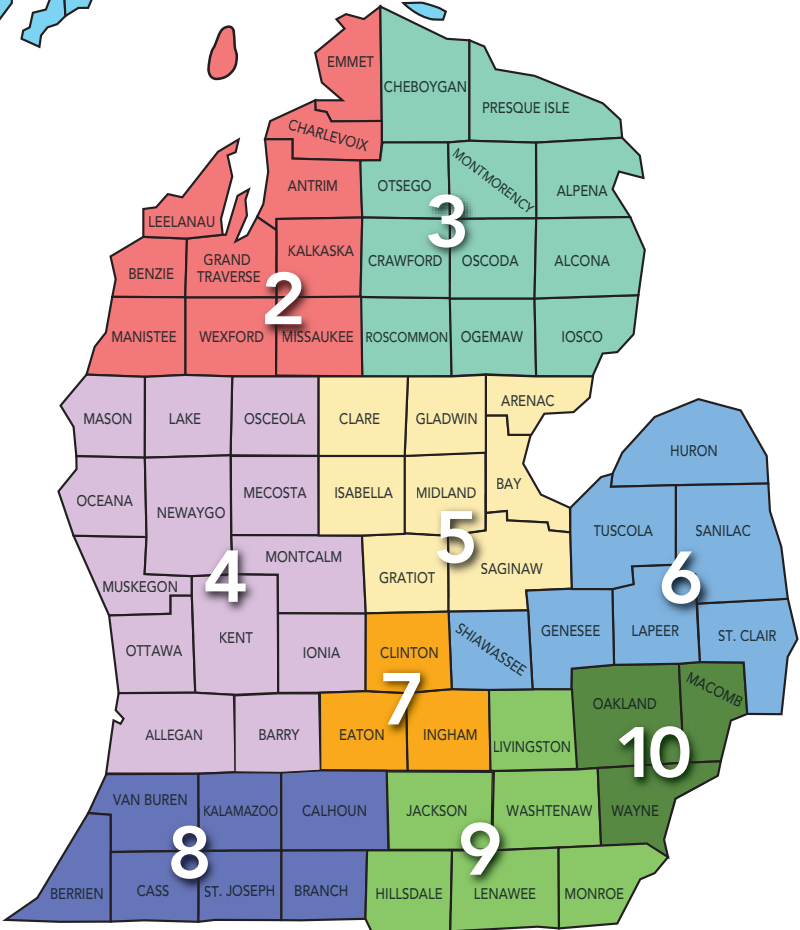 EMMET
CHEBOYGAN
PRESQUE ISLE
CHARLEVOIX
ANTRIM
OTSEGO
MONTMORENCY
ALPENA
3
LEELANAU
BENZIE
GRAND
TRAVERSE
KALKASKA
CRAWFORD
OSCODA
ALCONA
2
MANISTEE
WEXFORD
MISSAUKEE
ROSCOMMON
OGEMAW
IOSCO
MASON
LAKE
OSCEOLA
CLARE
GLADWIN
ARENAC
HURON
OCEANA
NEWAYGO
MECOSTA
ISABELLA
MIDLAND
BAY
TUSCOLA
SANILAC
5
MONTCALM
GRATIOT
SAGINAW
6
MUSKEGON
4
OTTAWA
KENT
IONIA
CLINTON
SHIAWASSEE
GENESEE
LAPEER
ST. CLAIR
7
ALLEGAN
BARRY
EATON
INGHAM
LIVINGSTON
OAKLAND
MACOMB
10
VAN BUREN
KALAMAZOO
CALHOUN
JACKSON
WASHTENAW
WAYNE
8
9
BERRIEN
CASS
ST. JOSEPH
BRANCH
HILLSDALE
LENAWEE
MONROE